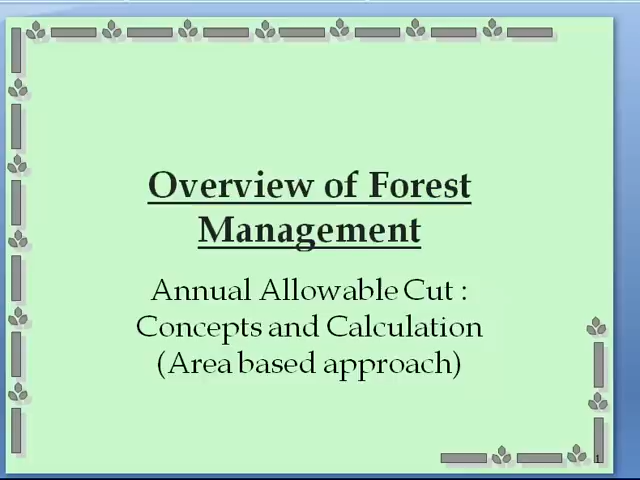 Overview of Forest
Management
Annual Allowable Cut :
Concepts and Calculation
(Area based approach)
1